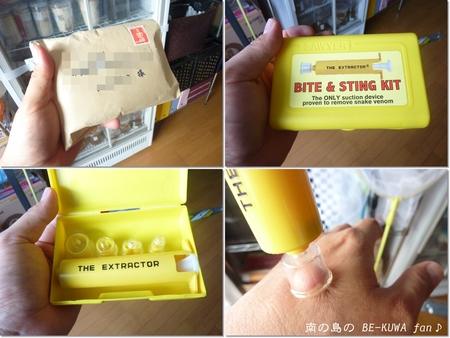 様
SAWYER
THE EXTRACTOR®
BITE & STING KIT
The ONLY suction device
proven to remove snake venom
THE EXTRACTOR
THE
南の島の BE-KUWA fan♪